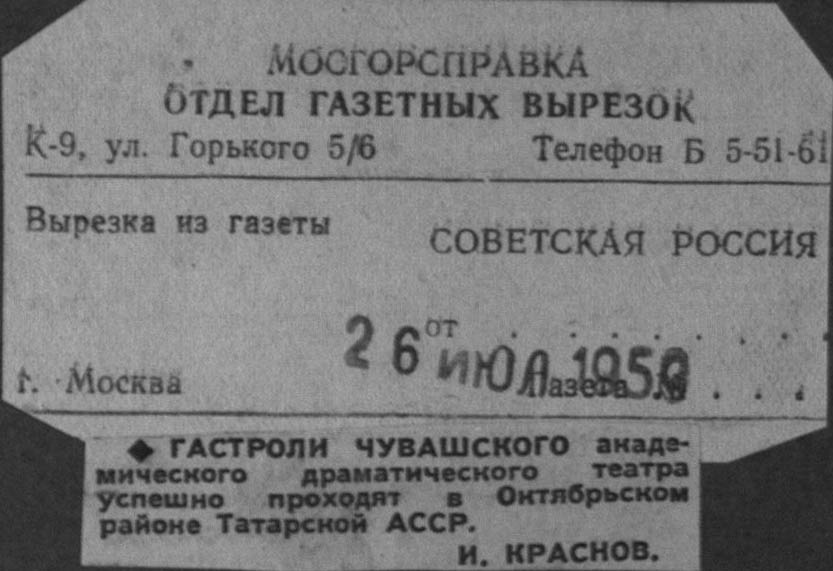 МОСГОРСПРАВКА
ОТДЕЛ ГАЗЕТНЫХ ВЫРЕЗОК
К-9, ул. Горького 5/6 Телефон Б 5-51-61
Вырезка из газеты
СОВЕТСКАЯ РОССИЯ
от . . . . . . .
26 ИЮЛ 195
г. Москва Газета № . . .
◆ ГАСТРОЛИ ЧУВАШСКОГО акаде-
мического драматического театра
успешно проходят в Октябрьском
районе Татарской АССР.
И. КРАСНОВ.